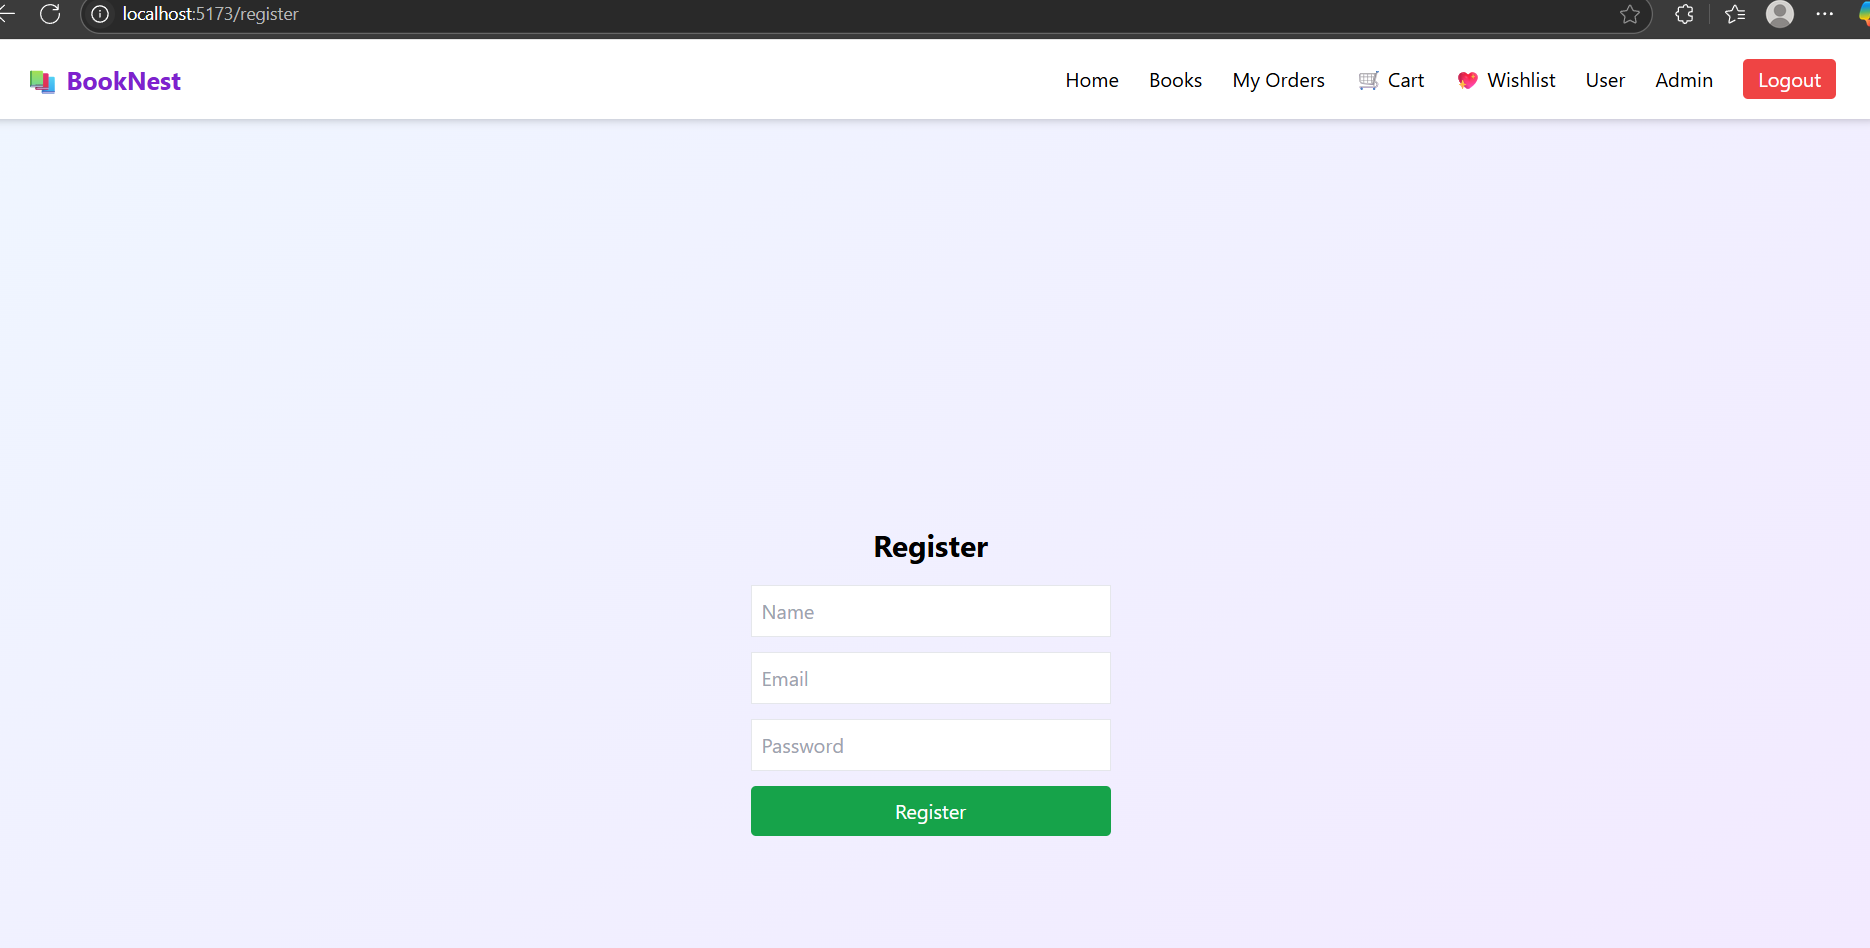 localhost:5173/register
BookNest
Home Books My Orders Cart Wishlist User Admin Logout
Register
Name
Email
Password
Register